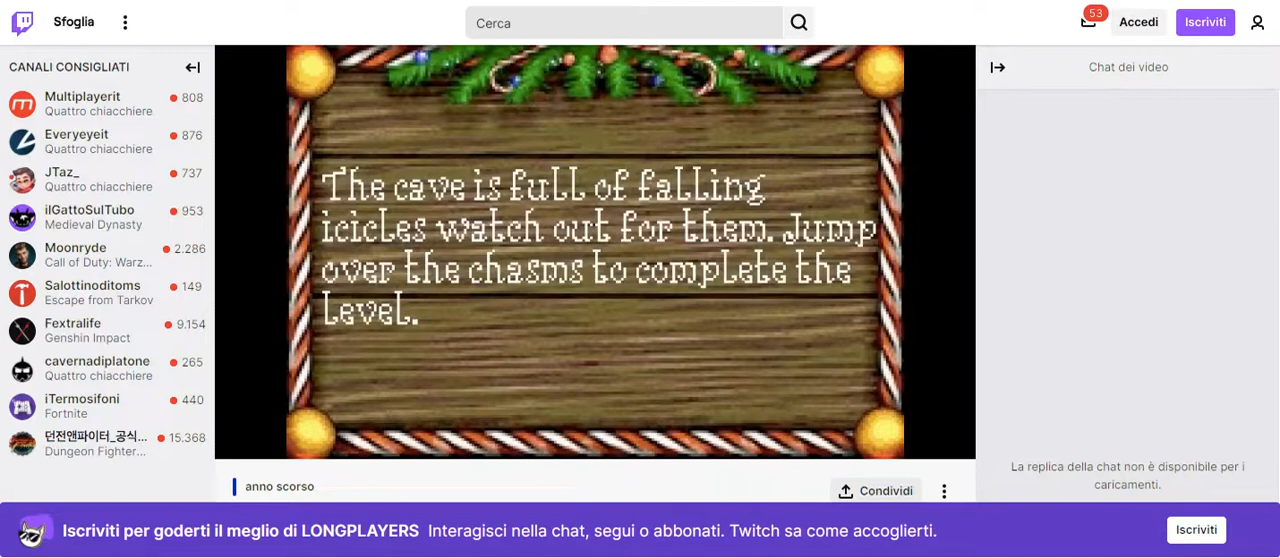 Sfoglia
Cerca
53
Accedi
Iscriviti
CANALI CONSIGLIATI
Multiplayerit
808
Quattro chiacchiere
Everyeyeit
876
Quattro chiacchiere
JTaz_
737
Quattro chiacchiere
ilGattoSulTubo
953
Medieval Dynasty
Moonryde
2.286
Call of Duty: Warz...
Salottinoditoms
149
Escape from Tarkov
Fextralife
9.154
Genshin Impact
cavernadiplatone
265
Quattro chiacchiere
iTermosifoni
440
Fortnite
던전앤파이터_공식...
15.368
Dungeon Fighter...
The cave is full of falling
icicles watch out for them. Jump
over the chasms to complete the
level.
anno scorso
Condividi
Chat dei video
La replica della chat non è disponibile per i
caricamenti.
Iscriviti per goderti il meglio di LONGPLAYERS Interagisci nella chat, segui o abbonati. Twitch sa come accoglierti.
Iscriviti